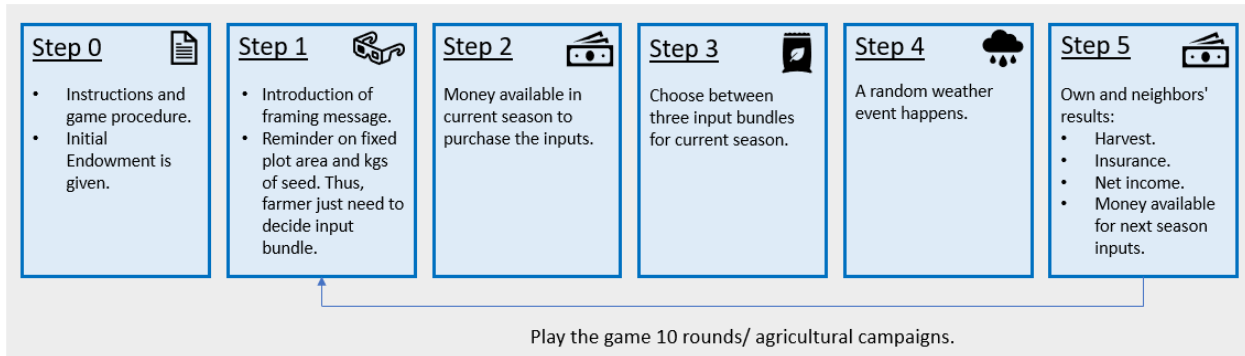 Step 0
• Instructions and
game procedure.
• Initial
Endowment is
given.
Step 1
• Introduction of
framing message.
• Reminder on fixed
plot area and kgs
of seed. Thus,
farmer just need to
decide input
bundle.
Step 2
Money available in
current season to
purchase the inputs.
Step 3
Choose between
three input bundles
for current season.
Step 4
A random weather
event happens.
Step 5
Own and neighbors'
results:
• Harvest.
• Insurance.
• Net income.
• Money available
for next season
inputs.
Play the game 10 rounds/ agricultural campaigns.